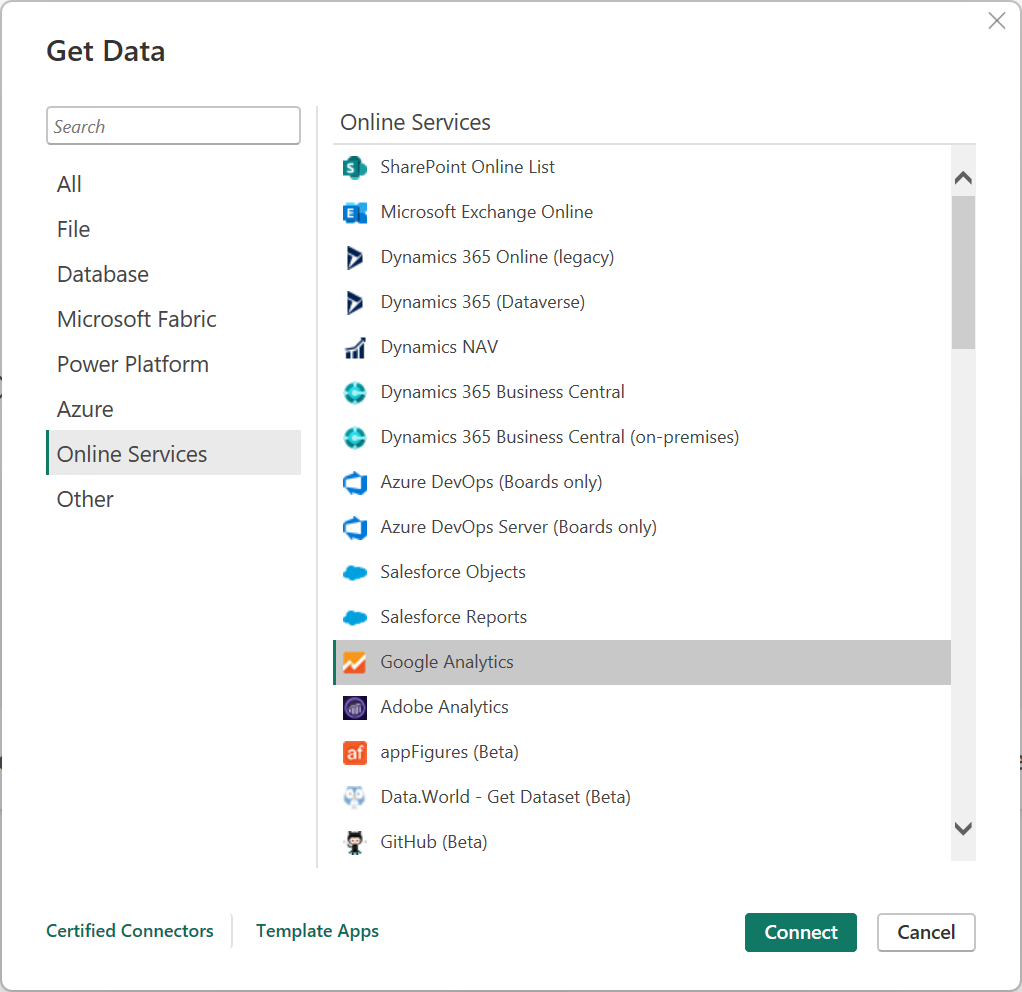 Get Data
Search
All
File
Database
Microsoft Fabric
Power Platform
Azure
Online Services
Other
Online Services
SharePoint Online List
Microsoft Exchange Online
Dynamics 365 Online (legacy)
Dynamics 365 (Dataverse)
Dynamics NAV
Dynamics 365 Business Central
Dynamics 365 Business Central (on-premises)
Azure DevOps (Boards only)
Azure DevOps Server (Boards only)
Salesforce Objects
Salesforce Reports
Google Analytics
Adobe Analytics
appFigures (Beta)
Data.World - Get Dataset (Beta)
GitHub (Beta)
Certified Connectors
Template Apps
Connect
Cancel